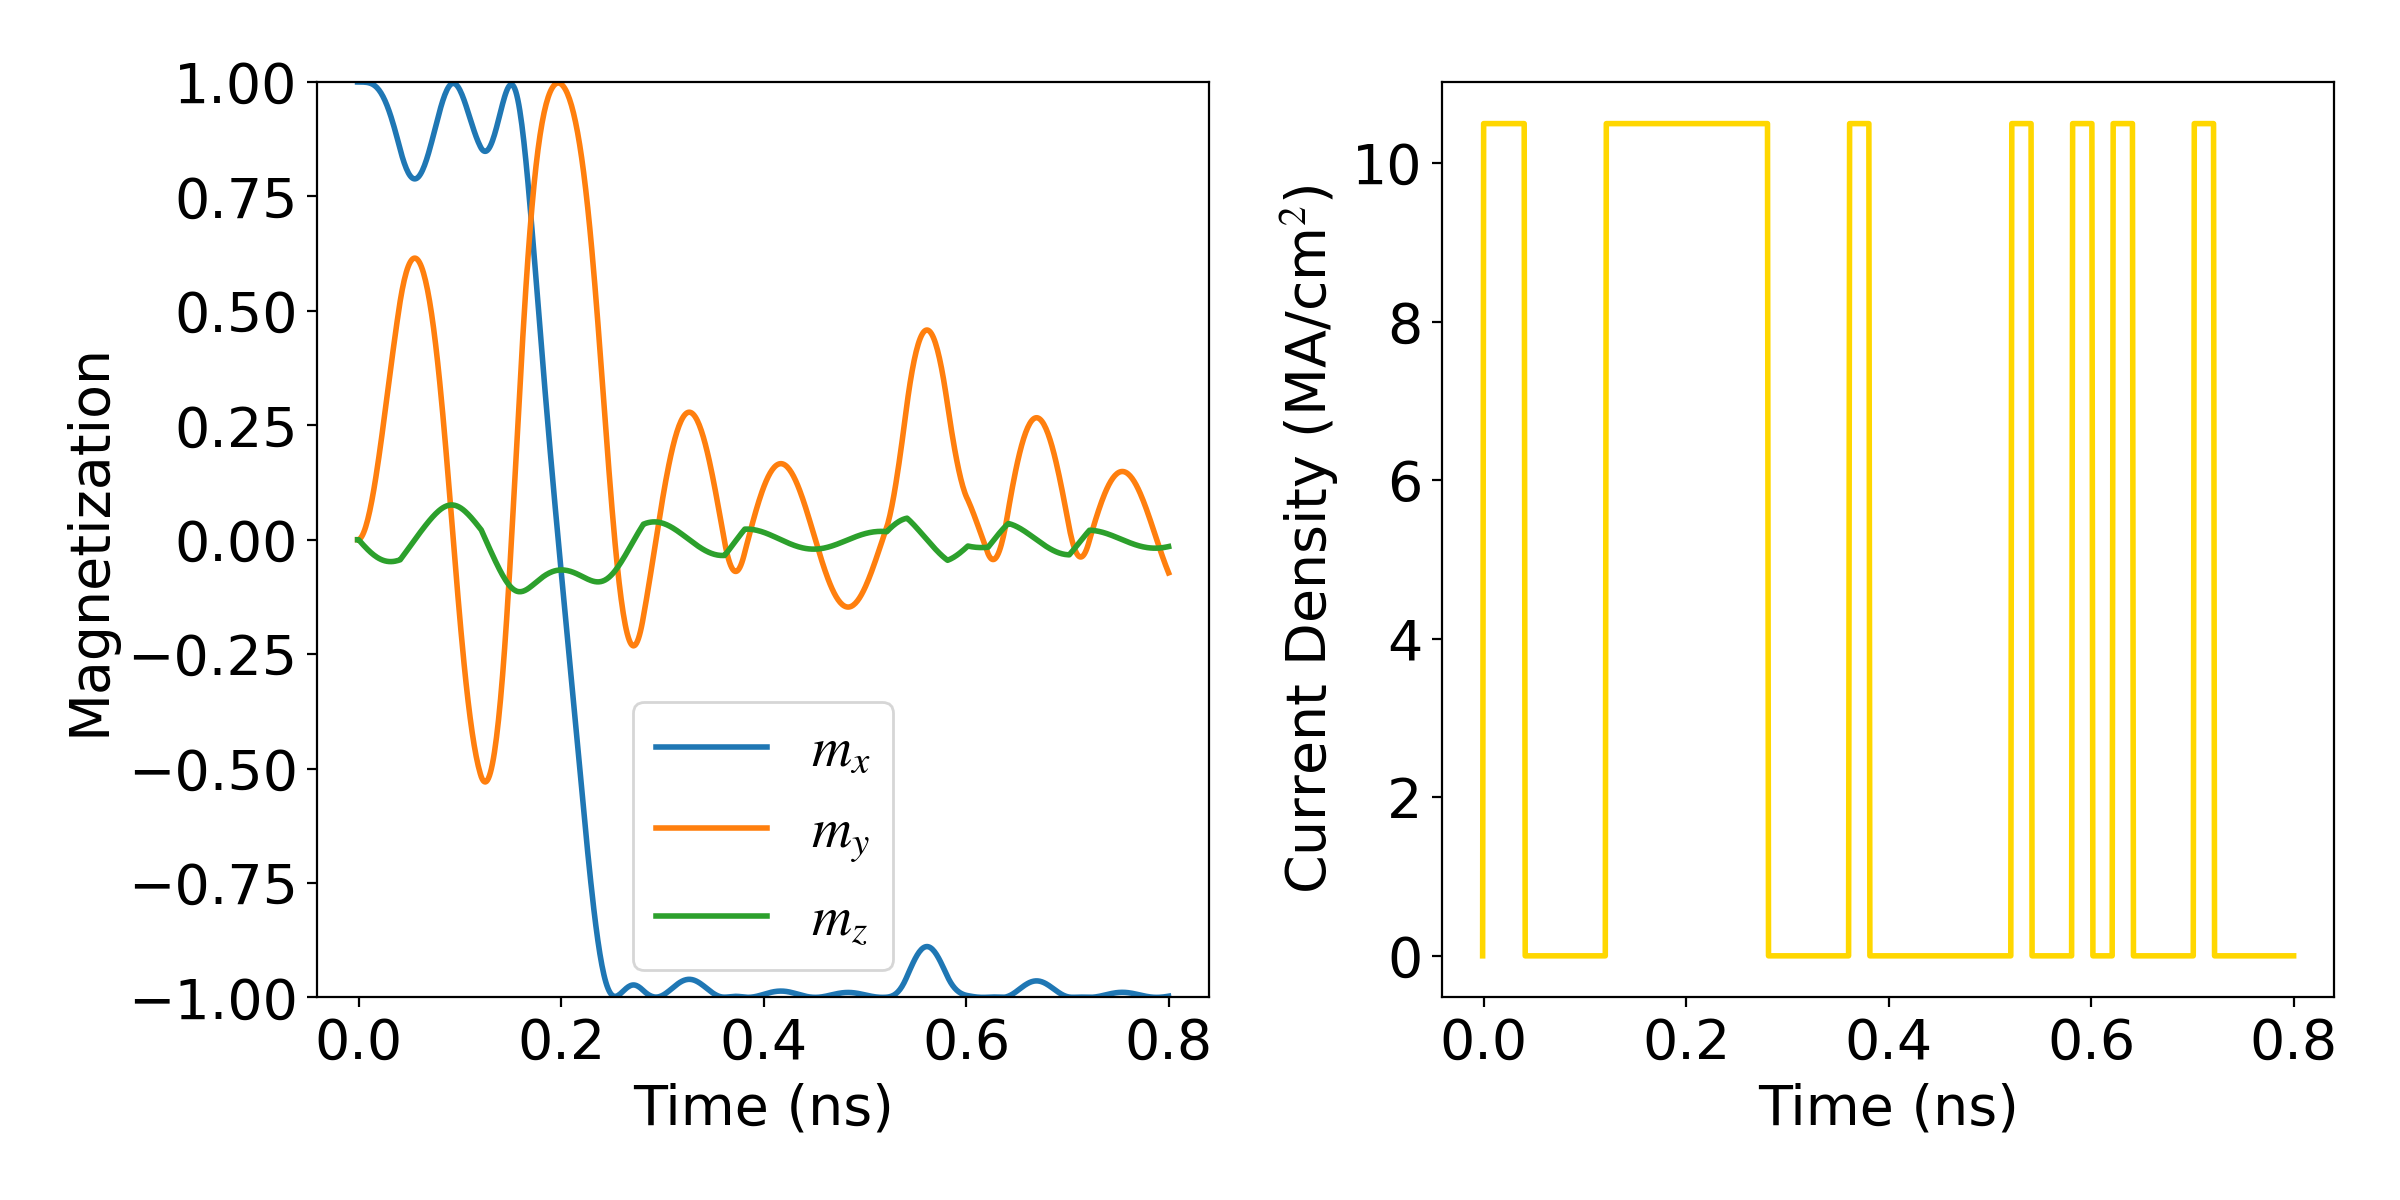 Magnetization
1.00
0.75
0.50
0.25
0.00
−0.25
−0.50
−0.75
−1.00
0.0 0.2 0.4 0.6 0.8
Time (ns)
m_x
m_y
m_z
Current Density (MA/cm²)
10
8
6
4
2
0
0.0 0.2 0.4 0.6 0.8
Time (ns)